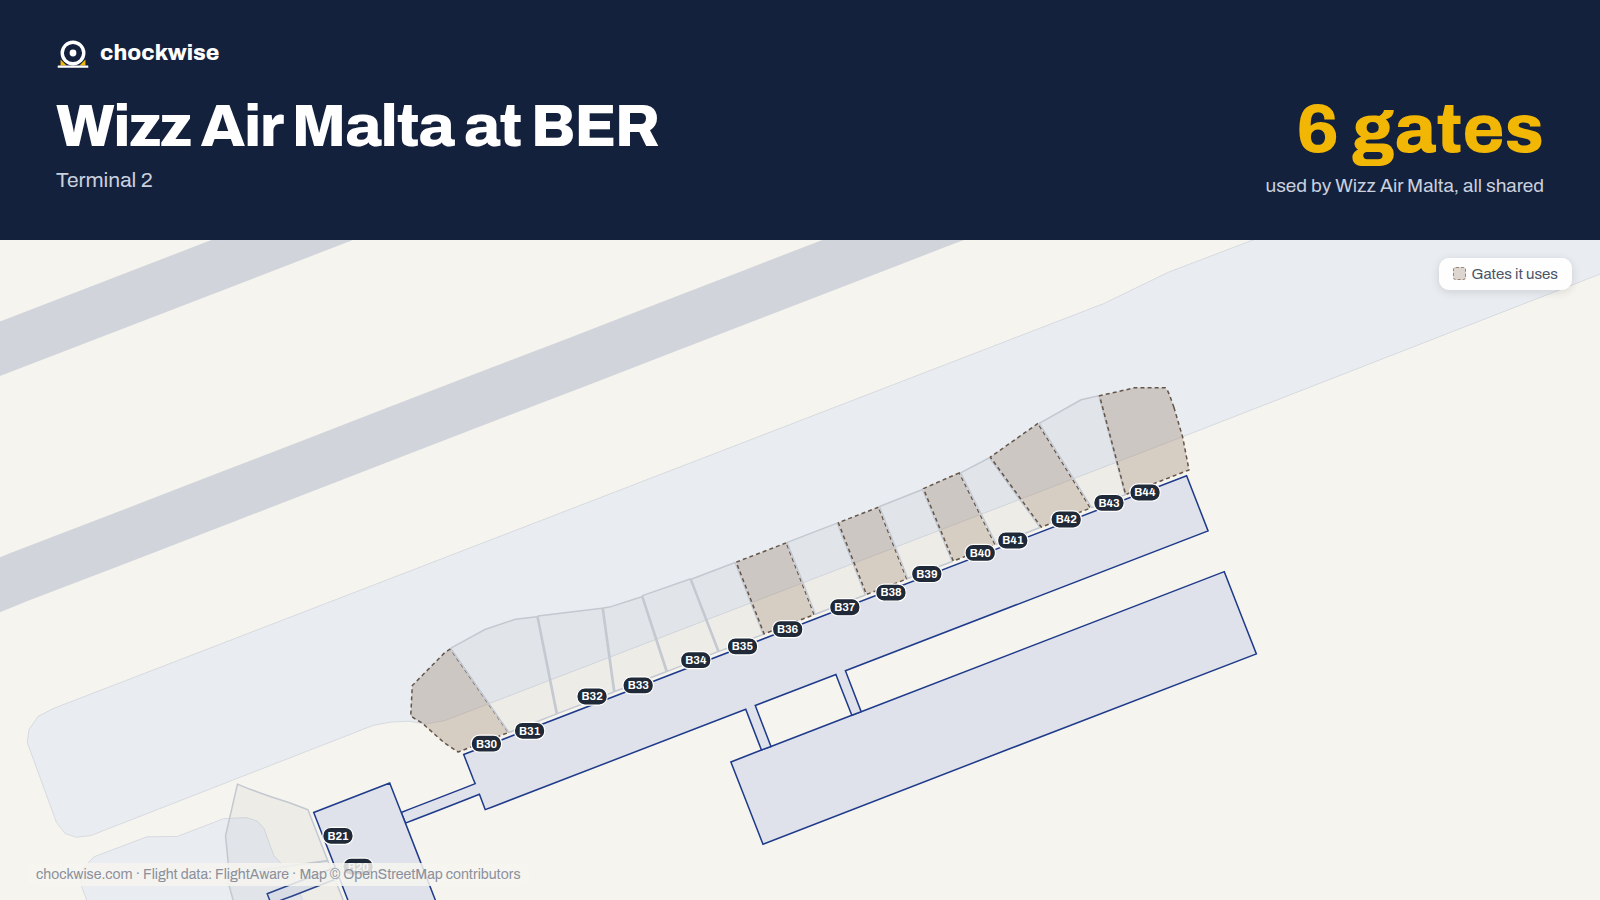 chockwise
Wizz Air Malta at BER
Terminal 2
6 gates
used by Wizz Air Malta, all shared
Gates it uses
B44
B43
B42
B41
B40
B39
B38
B37
B36
B35
B34
B33
B32
B31
B30
B21
chockwise.com · Flight data: FlightAware · Map © OpenStreetMap contributors